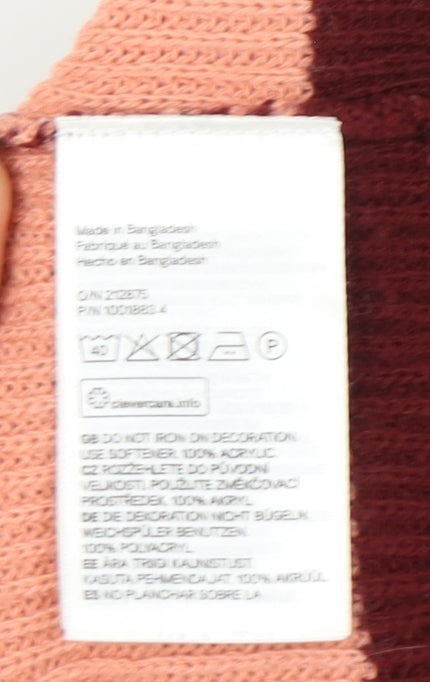 Made in Bangladesh
Fabriqué au Bangladesh
Hecho en Bangladesh
O/N 212875
P/N 1001883.4
40
P
clevercare.info
GB DO NOT IRON ON DECORATION.
USE SOFTENER. 100% ACRYLIC
CZ ROZŽEHLETE DO PŮVODNÍ
VELIKOSTI. POUŽIJTE ZMĚKČOVACÍ
PROSTŘEDEK. 100% AKRYL
DE DIE DEKORATION NICHT BÜGELN.
WEICHSPÜLER BENUTZEN.
100% POLYACRYL
EE ÄRA TRIIGI KAUNISTUST.
KASUTA PEHMENDAJAT. 100% AKRÜÜL
ES NO PLANCHAR SOBRE LA